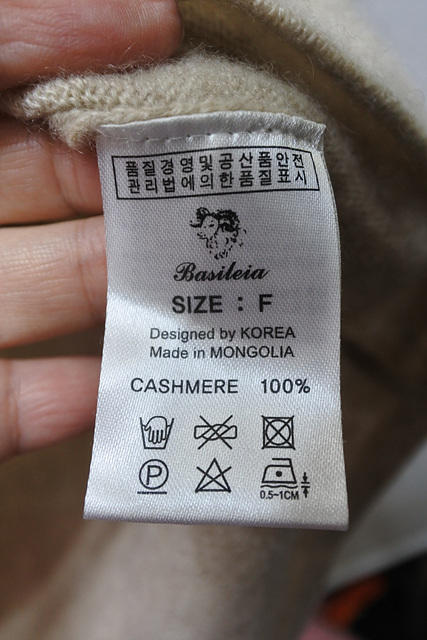 품질경영및공산품안전
관리법에의한품질표시
Basileia
SIZE : F
Designed by KOREA
Made in MONGOLIA
CASHMERE 100%
P
0.5~1CM